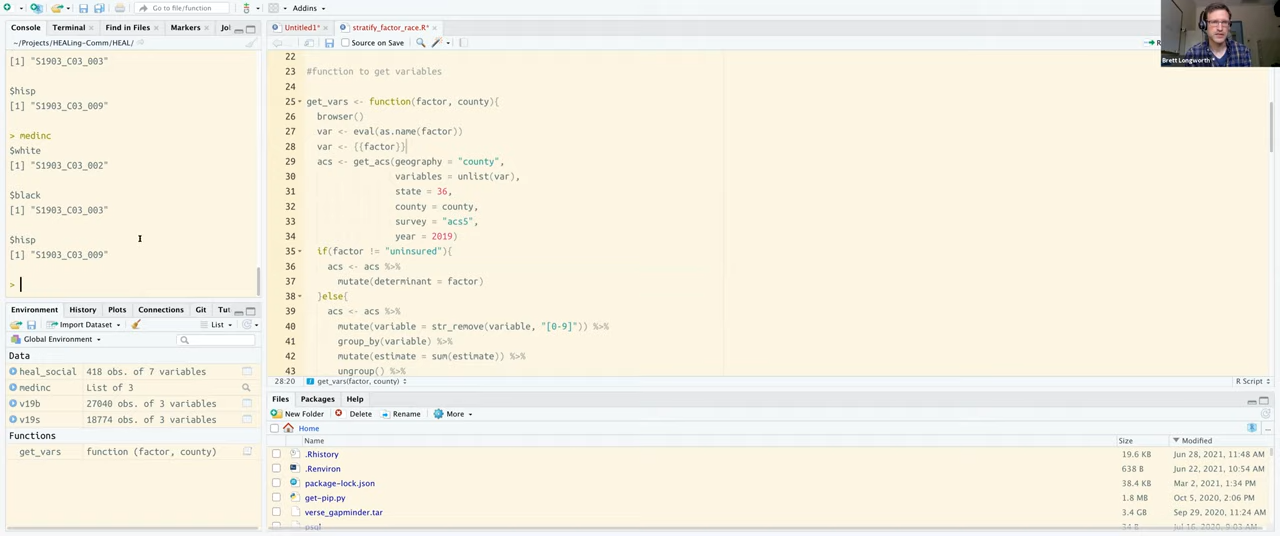 Go to file/function
Addins
Console
Terminal
Find in Files
Markers
~/Projects/HEALing-Comm/HEAL/
[1] "S1903_C03_003"
$hisp
[1] "S1903_C03_009"
> medinc
$white
[1] "S1903_C03_002"
$black
[1] "S1903_C03_003"
$hisp
[1] "S1903_C03_009"
>
Environment
History
Plots
Connections
Git
Tut
Import Dataset
List
Global Environment
Data
heal_social 418 obs. of 7 variables
medinc List of 3
v19b 27040 obs. of 3 variables
v19s 18774 obs. of 3 variables
Functions
get_vars function (factor, county)
Untitled1*
stratify_factor_race.R*
Source on Save
22
23 #function to get variables
24
25 get_vars <- function(factor, county){
26 browser()
27 var <- eval(as.name(factor))
28 var <- {{factor}}
29 acs <- get_acs(geography = "county",
30 variables = unlist(var),
31 state = 36,
32 county = county,
33 survey = "acs5",
34 year = 2019)
35 if(factor != "uninsured"){
36 acs <- acs %>%
37 mutate(determinant = factor)
38 }else{
39 acs <- acs %>%
40 mutate(variable = str_remove(variable, "[0-9]")) %>%
41 group_by(variable) %>%
42 mutate(estimate = sum(estimate)) %>%
43 ungroup() %>%
28:20 get_vars(factor, county)
R Script
Files
Packages
Help
New Folder
Delete
Rename
More
Home
Name
Size
Modified
.Rhistory 19.6 KB Jun 28, 2021, 11:48 AM
.Renviron 638 B Jun 22, 2021, 10:54 AM
package-lock.json 38.4 KB Mar 2, 2021, 1:34 PM
get-pip.py 1.8 MB Oct 5, 2020, 2:06 PM
verse_gapminder.tar 3.4 GB Sep 29, 2020, 11:24 AM
Brett Longworth